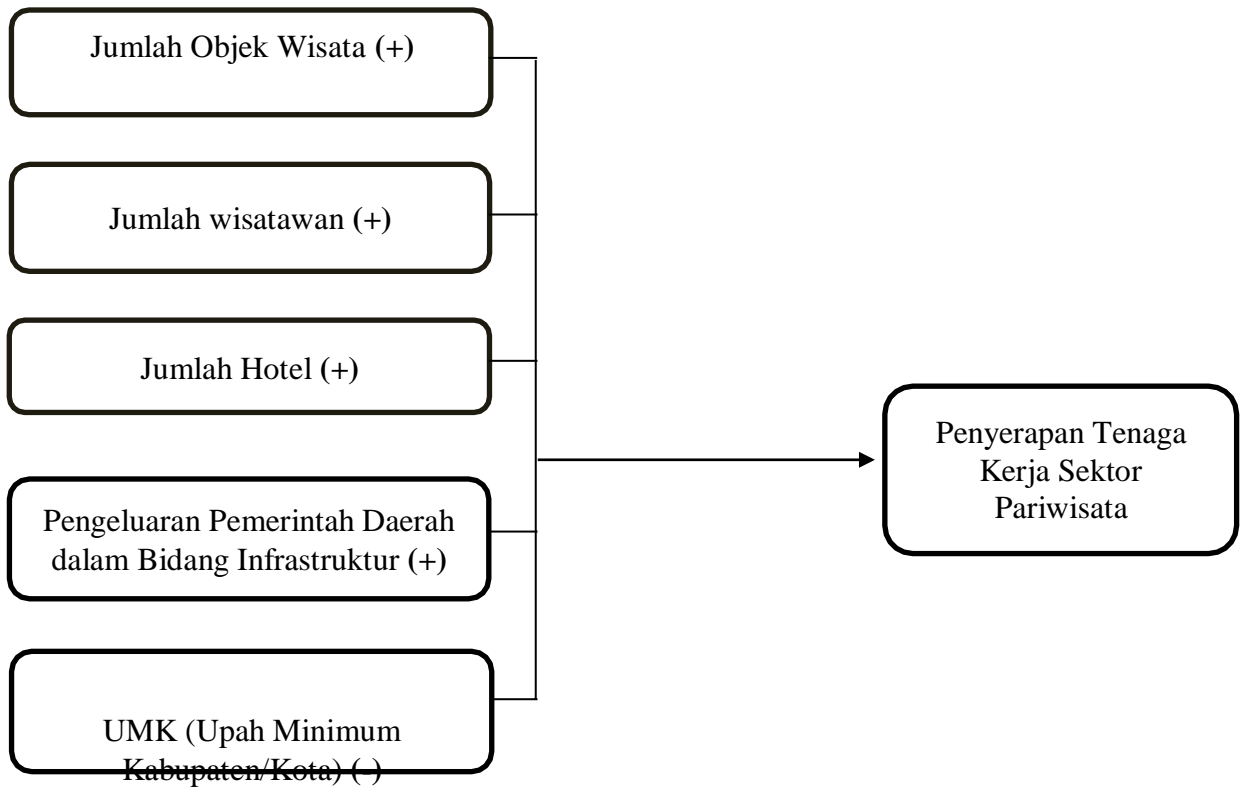 Jumlah Objek Wisata (+)
Jumlah wisatawan (+)
Jumlah Hotel (+)
Pengeluaran Pemerintah Daerah
dalam Bidang Infrastruktur (+)
UMK (Upah Minimum
Kabupaten/Kota) (-)
Penyerapan Tenaga
Kerja Sektor
Pariwisata